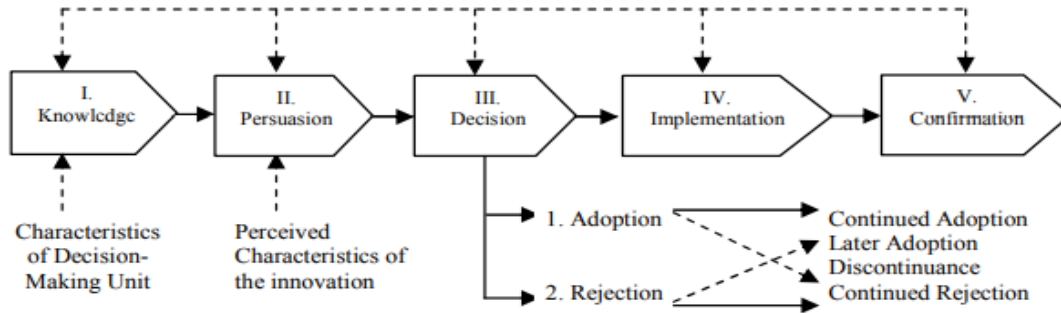 I.
Knowledge
II.
Persuasion
III.
Decision
IV.
Implementation
V.
Confirmation
Characteristics
of Decision-
Making Unit
Perceived
Characteristics of
the innovation
1. Adoption
2. Rejection
Continued Adoption
Later Adoption
Discontinuance
Continued Rejection